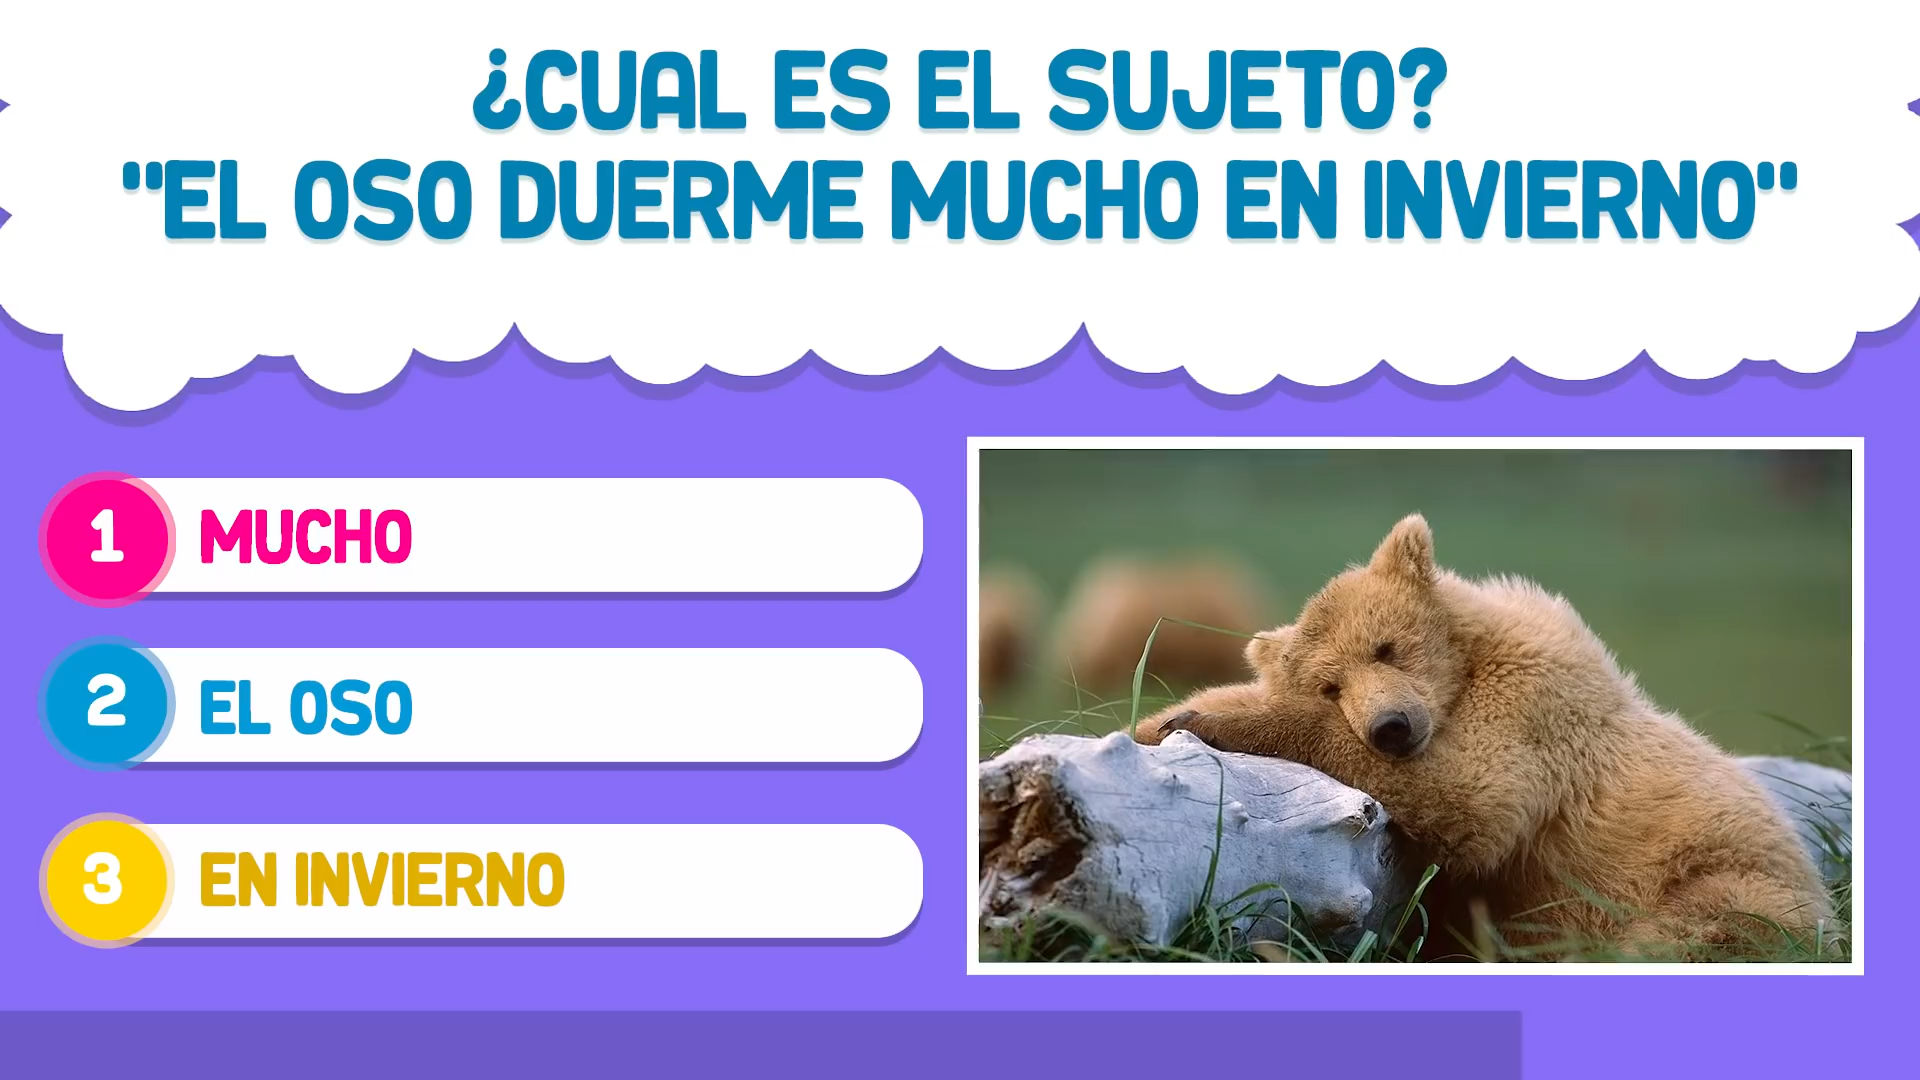 ¿CUAL ES EL SUJETO?
"EL OSO DUERME MUCHO EN INVIERNO"
1 MUCHO
2 EL OSO
3 EN INVIERNO